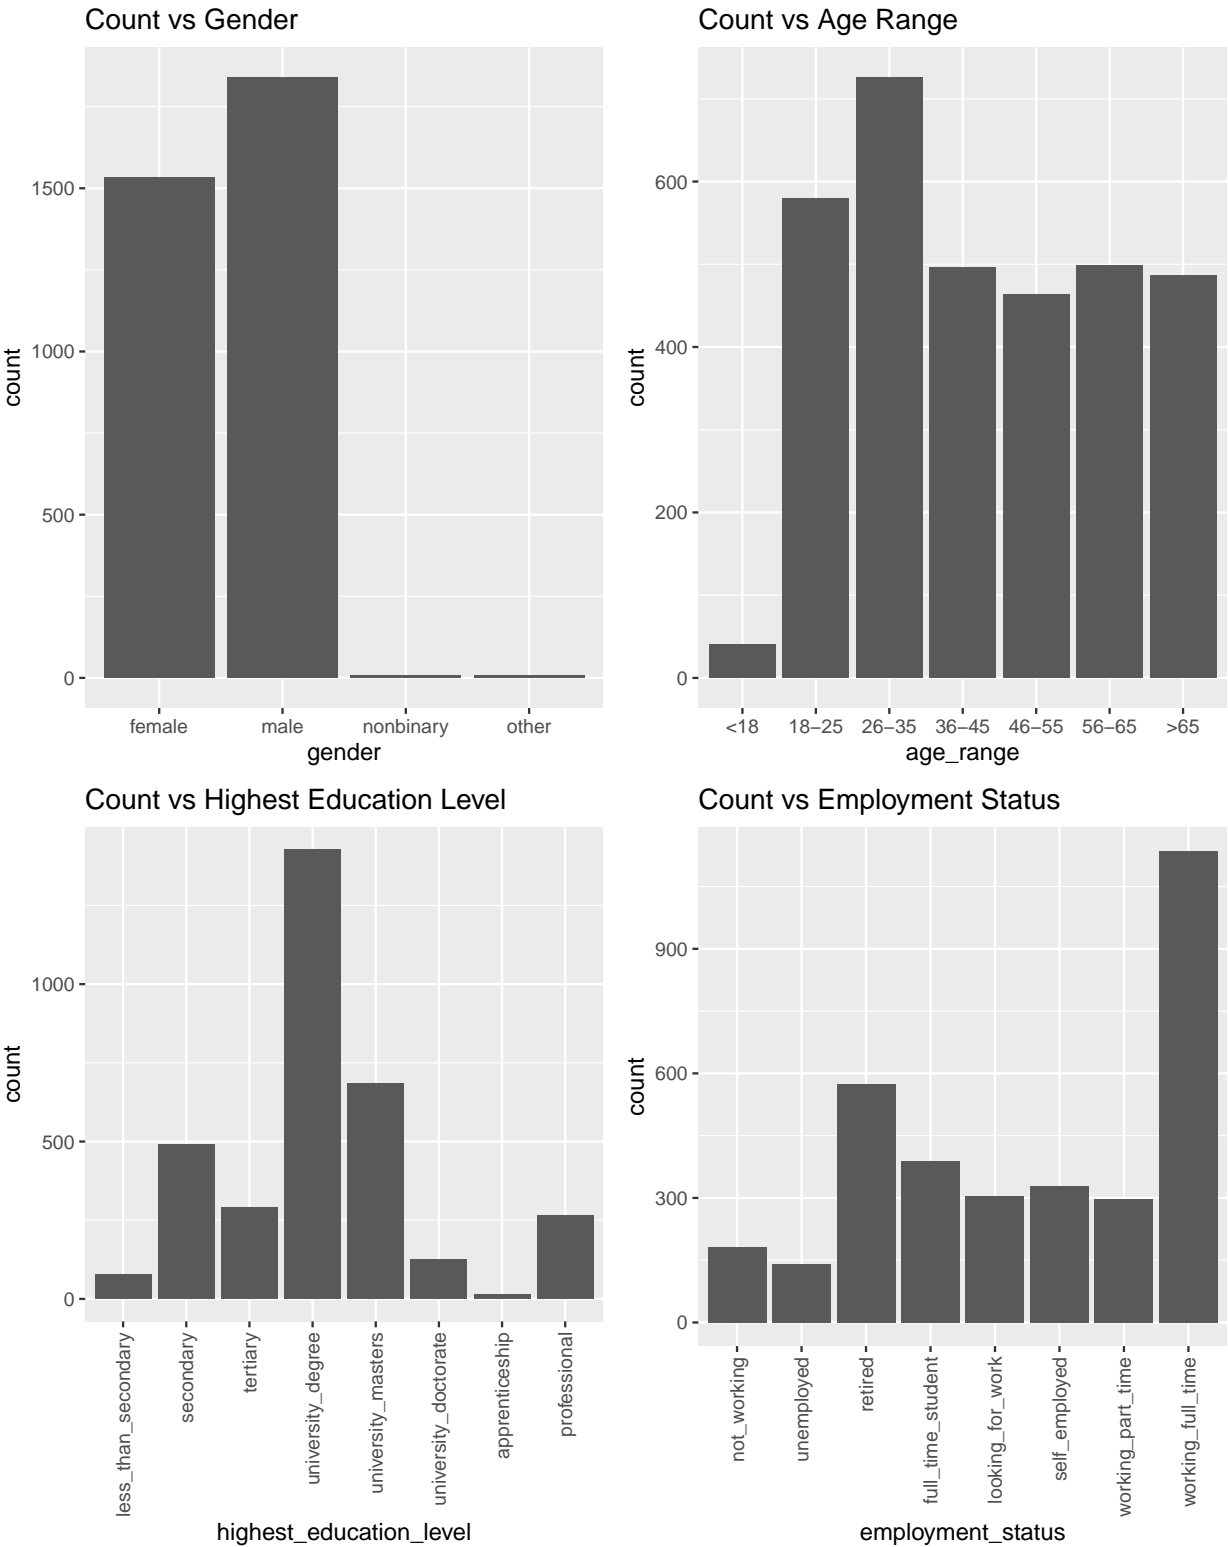 Count vs Gender
count
1500
1000
500
0
female male nonbinary other
gender
Count vs Age Range
count
600
400
200
0
<18 18–25 26–35 36–45 46–55 56–65 >65
age_range
Count vs Highest Education Level
count
1000
500
0
less_than_secondary
secondary
tertiary
university_degree
university_masters
university_doctorate
apprenticeship
professional
highest_education_level
Count vs Employment Status
count
900
600
300
0
not_working
unemployed
retired
full_time_student
looking_for_work
self_employed
working_part_time
working_full_time
employment_status